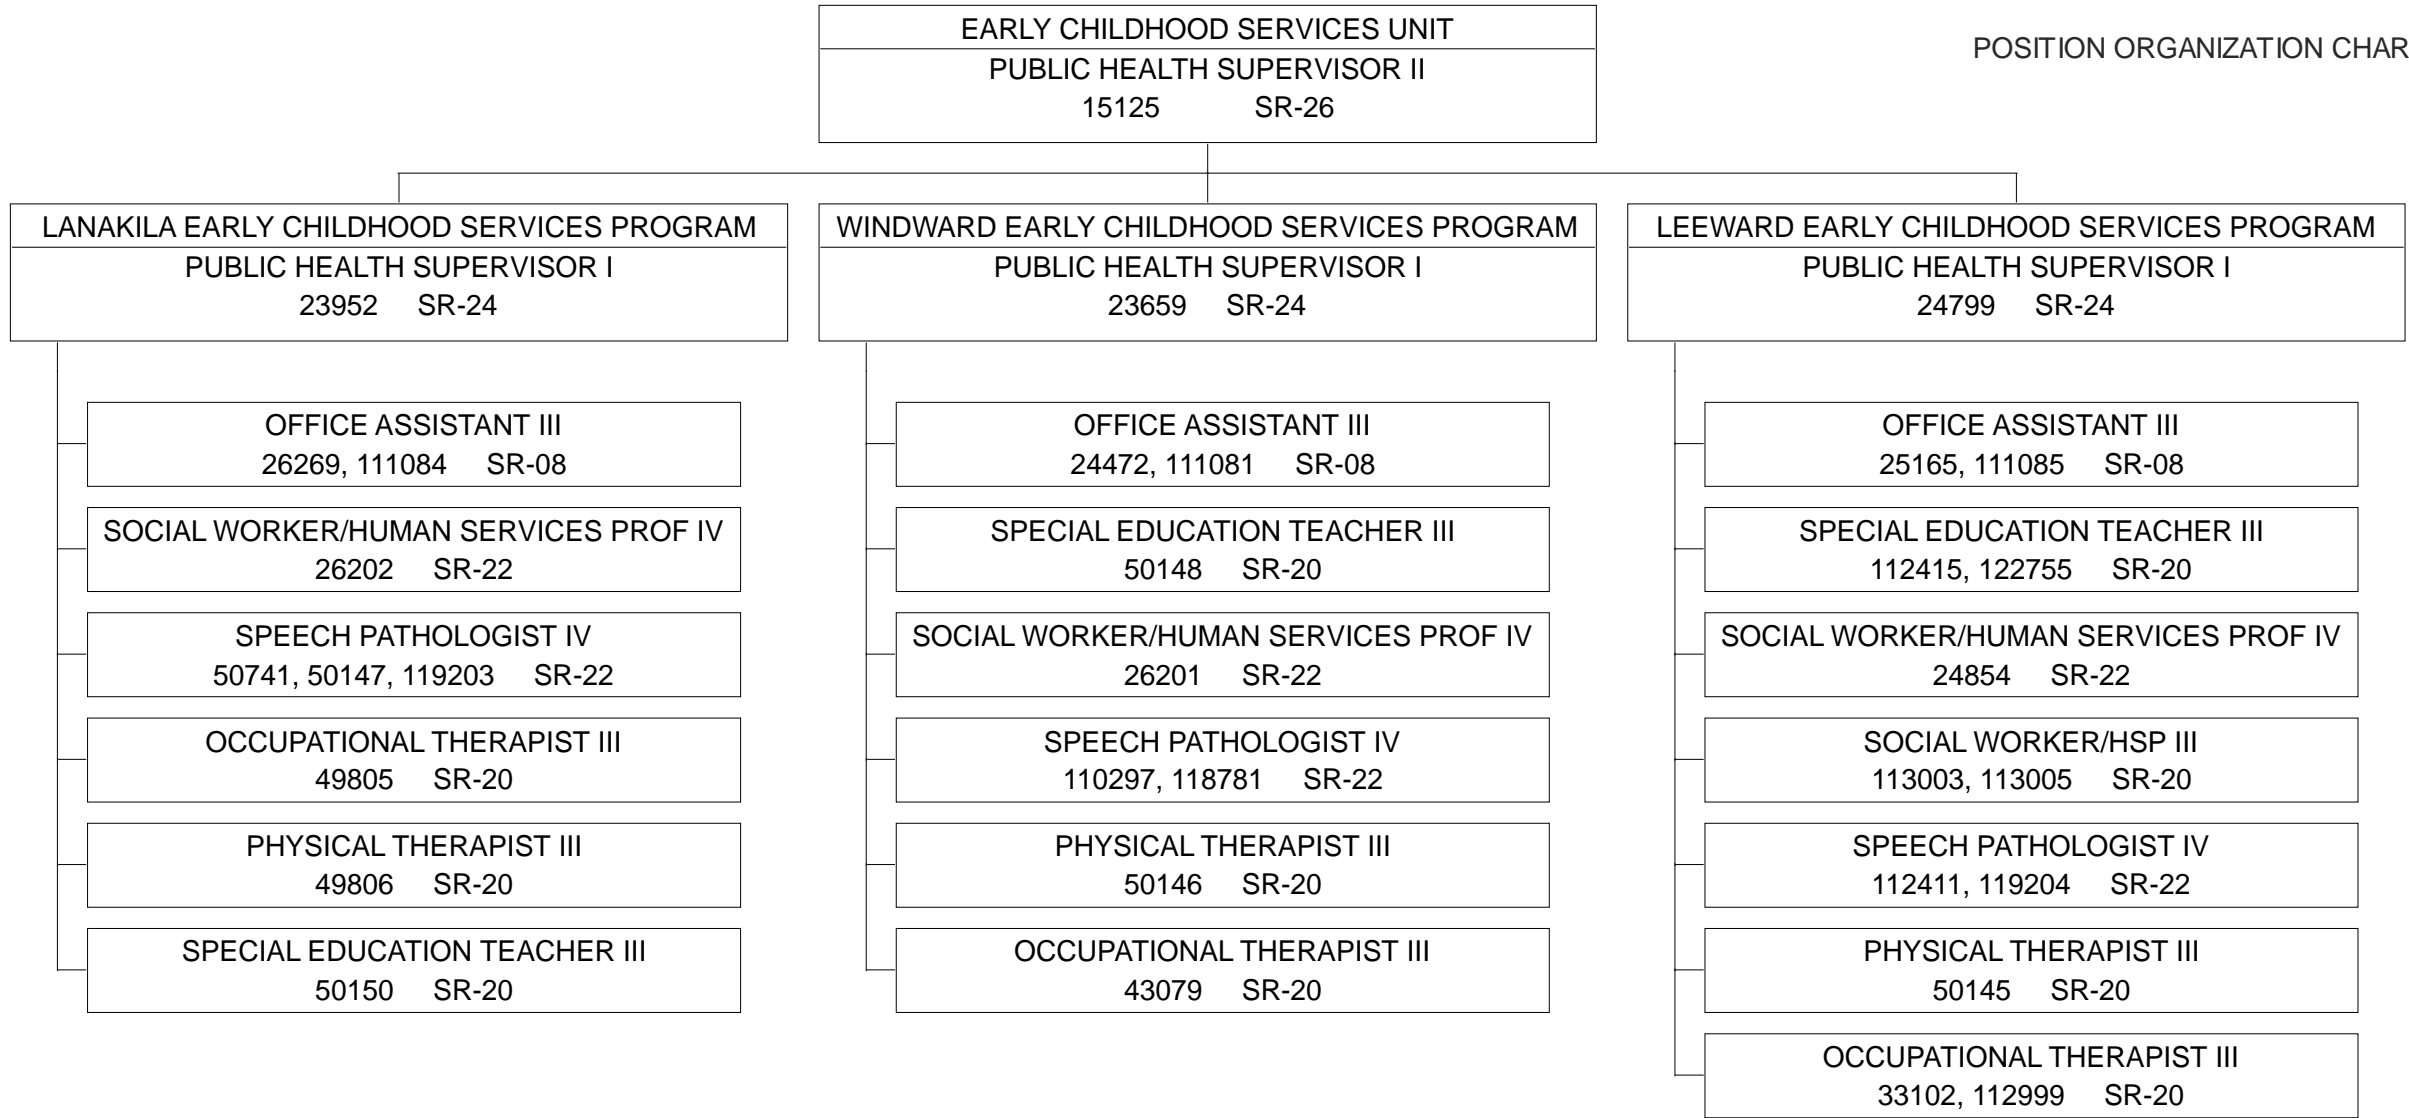 EARLY CHILDHOOD SERVICES UNIT
PUBLIC HEALTH SUPERVISOR II
15125 SR-26
POSITION ORGANIZATION CHAR
LANAKILA EARLY CHILDHOOD SERVICES PROGRAM
PUBLIC HEALTH SUPERVISOR I
23952 SR-24
OFFICE ASSISTANT III
26269, 111084 SR-08
SOCIAL WORKER/HUMAN SERVICES PROF IV
26202 SR-22
SPEECH PATHOLOGIST IV
50741, 50147, 119203 SR-22
OCCUPATIONAL THERAPIST III
49805 SR-20
PHYSICAL THERAPIST III
49806 SR-20
SPECIAL EDUCATION TEACHER III
50150 SR-20
WINDWARD EARLY CHILDHOOD SERVICES PROGRAM
PUBLIC HEALTH SUPERVISOR I
23659 SR-24
OFFICE ASSISTANT III
24472, 111081 SR-08
SPECIAL EDUCATION TEACHER III
50148 SR-20
SOCIAL WORKER/HUMAN SERVICES PROF IV
26201 SR-22
SPEECH PATHOLOGIST IV
110297, 118781 SR-22
PHYSICAL THERAPIST III
50146 SR-20
OCCUPATIONAL THERAPIST III
43079 SR-20
LEEWARD EARLY CHILDHOOD SERVICES PROGRAM
PUBLIC HEALTH SUPERVISOR I
24799 SR-24
OFFICE ASSISTANT III
25165, 111085 SR-08
SPECIAL EDUCATION TEACHER III
112415, 122755 SR-20
SOCIAL WORKER/HUMAN SERVICES PROF IV
24854 SR-22
SOCIAL WORKER/HSP III
113003, 113005 SR-20
SPEECH PATHOLOGIST IV
112411, 119204 SR-22
PHYSICAL THERAPIST III
50145 SR-20
OCCUPATIONAL THERAPIST III
33102, 112999 SR-20